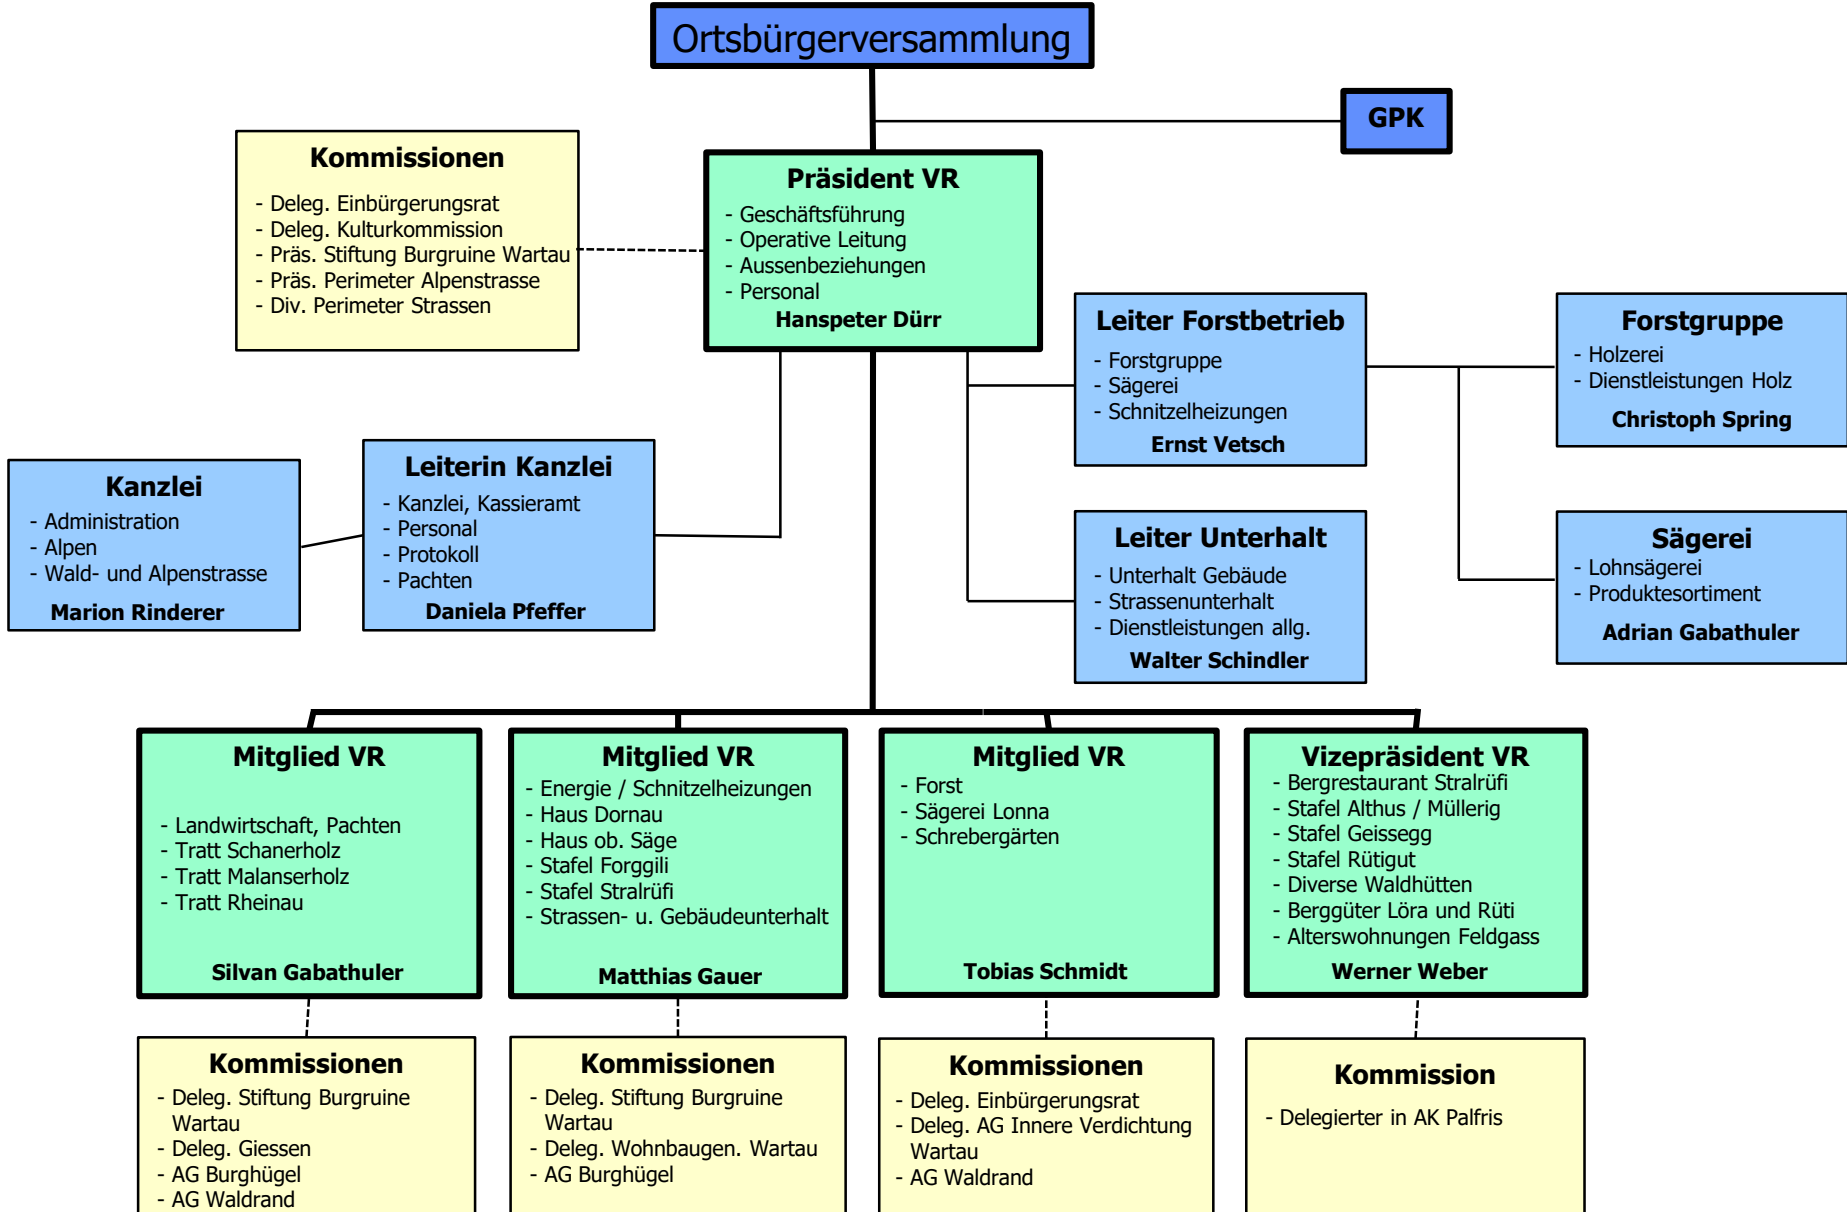 Ortsbürgerversammlung
GPK
Kommissionen
- Deleg. Einbürgerungsrat
- Deleg. Kulturkommission
- Präs. Stiftung Burgruine Wartau
- Präs. Perimeter Alpenstrasse
- Div. Perimeter Strassen
Präsident VR
- Geschäftsführung
- Operative Leitung
- Aussenbeziehungen
- Personal
Hanspeter Dürr
Leiter Forstbetrieb
- Forstgruppe
- Sägerei
- Schnitzelheizungen
Ernst Vetsch
Forstgruppe
- Holzerei
- Dienstleistungen Holz
Christoph Spring
Kanzlei
- Administration
- Alpen
- Wald- und Alpenstrasse
Marion Rinderer
Leiterin Kanzlei
- Kanzlei, Kassieramt
- Personal
- Protokoll
- Pachten
Daniela Pfeffer
Leiter Unterhalt
- Unterhalt Gebäude
- Strassenunterhalt
- Dienstleistungen allg.
Walter Schindler
Sägerei
- Lohnsägerei
- Produktesortiment
Adrian Gabathuler
Mitglied VR
- Landwirtschaft, Pachten
- Tratt Schanerholz
- Tratt Malanserholz
- Tratt Rheinau
Silvan Gabathuler
Mitglied VR
- Energie / Schnitzelheizungen
- Haus Dornau
- Haus ob. Säge
- Stafel Forggili
- Stafel Stralrüfi
- Strassen- u. Gebäudeunterhalt
Matthias Gauer
Mitglied VR
- Forst
- Sägerei Lonna
- Schrebergärten
Tobias Schmidt
Vizepräsident VR
- Bergrestaurant Stralrüfi
- Stafel Althus / Müllerig
- Stafel Geissegg
- Stafel Rütigut
- Diverse Waldhütten
- Berggüter Löra und Rüti
- Alterswohnungen Feldgass
Werner Weber
Kommissionen
- Deleg. Stiftung Burgruine
Wartau
- Deleg. Giessen
- AG Burghügel
- AG Waldrand
Kommissionen
- Deleg. Stiftung Burgruine
Wartau
- Deleg. Wohnbaugen. Wartau
- AG Burghügel
Kommissionen
- Deleg. Einbürgerungsrat
- Deleg. AG Innere Verdichtung
Wartau
- AG Waldrand
Kommission
- Delegierter in AK Palfris